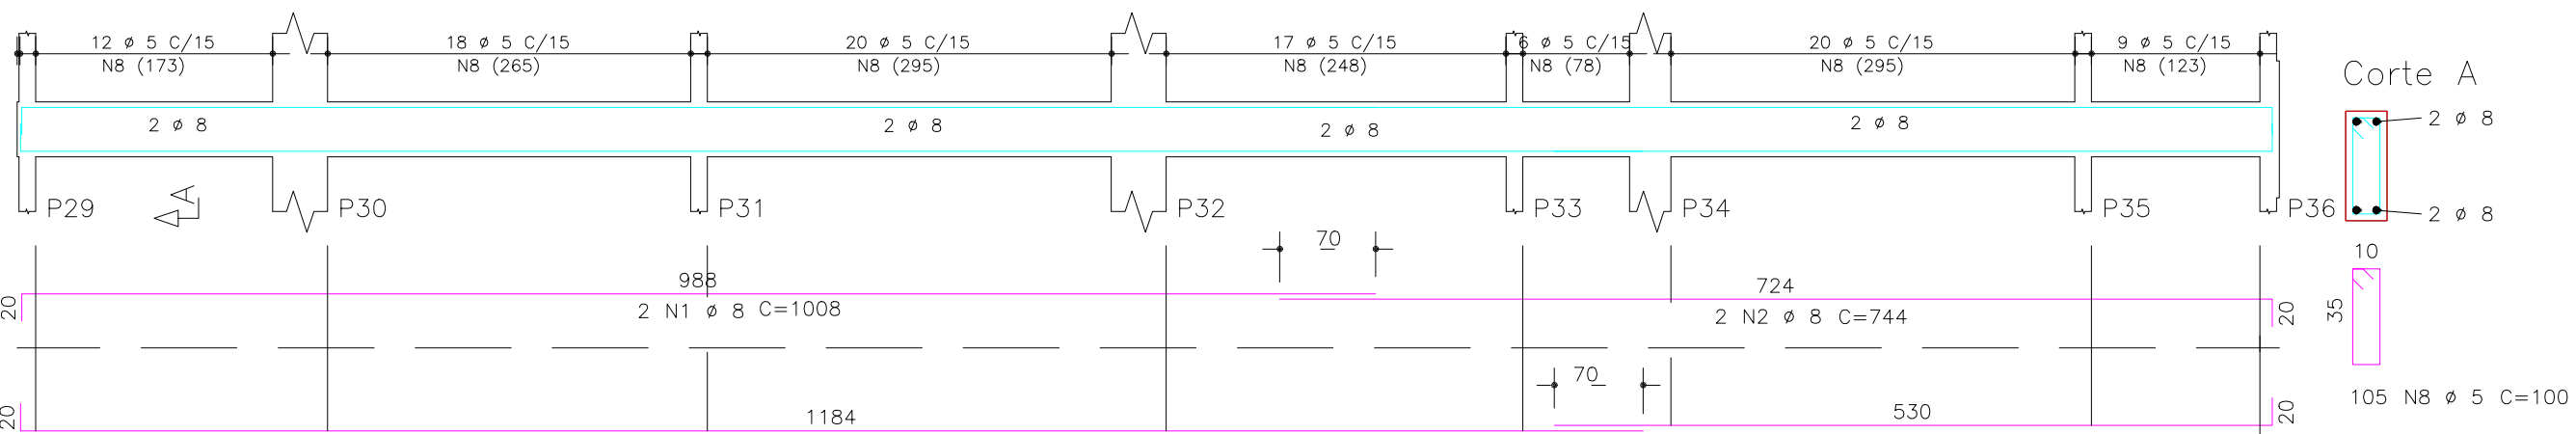 12 ø 5 C/15
N8 (173)
18 ø 5 C/15
N8 (265)
20 ø 5 C/15
N8 (295)
17 ø 5 C/15
N8 (248)
6 ø 5 C/15
N8 (78)
20 ø 5 C/15
N8 (295)
9 ø 5 C/15
N8 (123)
Corte A
2 ø 8
2 ø 8
2 ø 8
2 ø 8
2 ø 8
2 ø 8
A
P29
P30
P31
P32
P33
P34
P35
P36
70
10
988
724
20
2 N1 ø 8 C=1008
2 N2 ø 8 C=744
20
35
70
105 N8 ø 5 C=100
20
1184
530
20